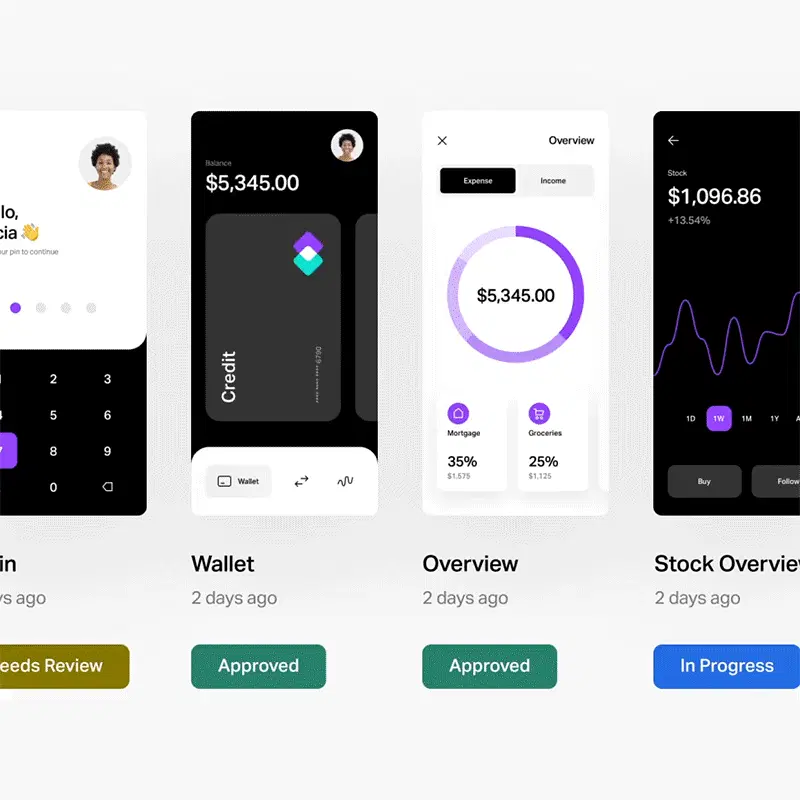 lo,
cia 👋
ur pin to continue
2 3
5 6
7 8 9
0
in
ys ago
eeds Review
Balance
$5,345.00
Credit
6790
Wallet
Wallet
2 days ago
Approved
Overview
Expense Income
$5,345.00
Mortgage
35%
$1,575
Groceries
25%
$1,125
Overview
2 days ago
Approved
Stock
$1,096.86
+13.54%
1D 1W 1M 1Y A
Buy Follow
Stock Overview
2 days ago
In Progress